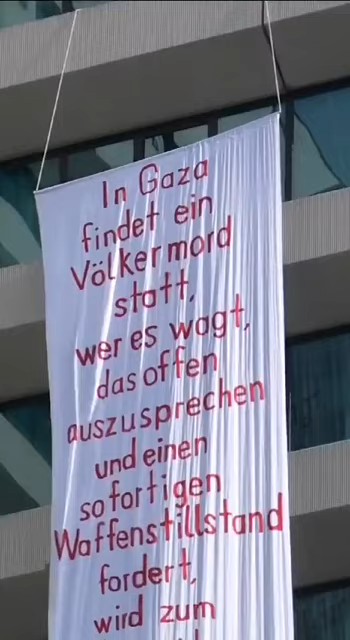 In Gaza
findet ein
Völkermord
statt,
wer es wagt,
das offen
auszusprechen
und einen
sofortigen
Waffenstillstand
fordert,
wird zum